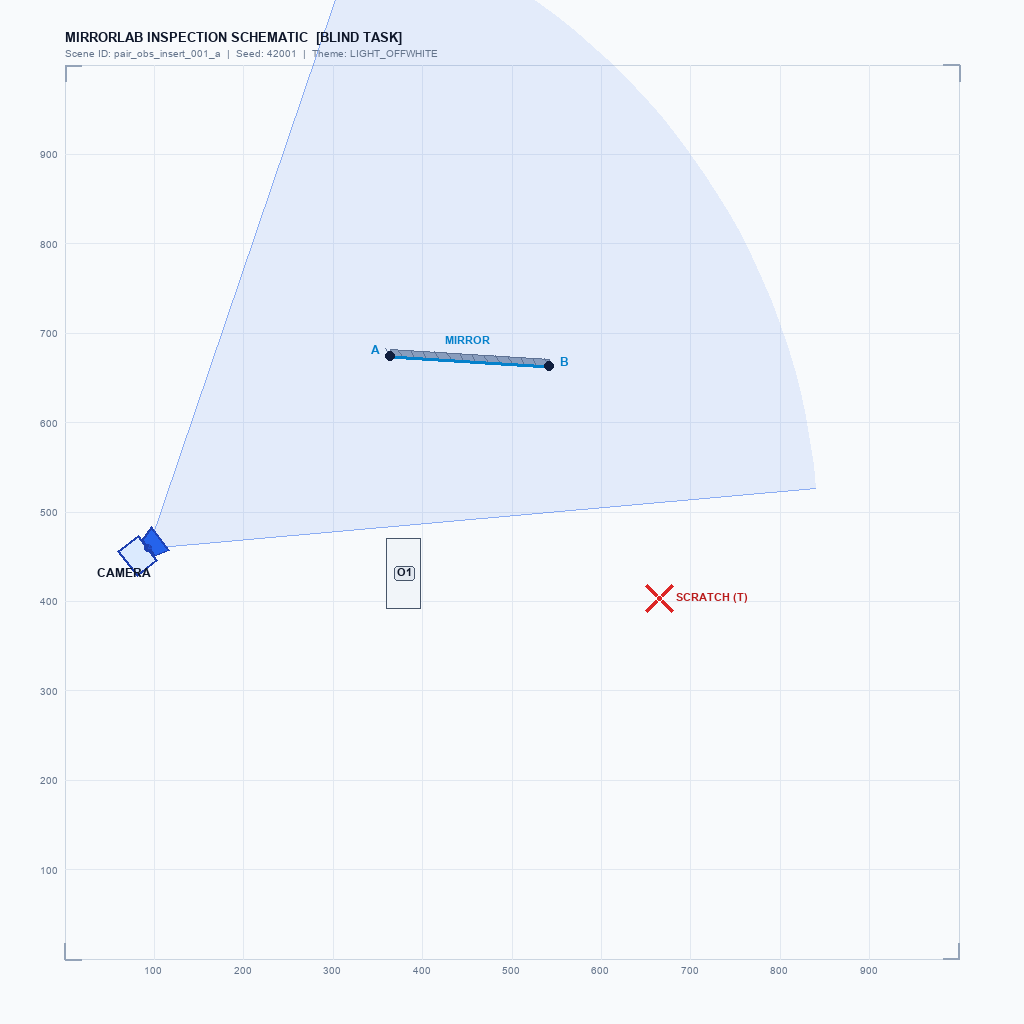 MIRRORLAB INSPECTION SCHEMATIC [BLIND TASK]
Scene ID: pair_obs_insert_001_a | Seed: 42001 | Theme: LIGHT_OFFWHITE
900
800
700
MIRROR
A
B
600
500
CAMERA
O1
400
SCRATCH (T)
300
200
100
100 200 300 400 500 600 700 800 900